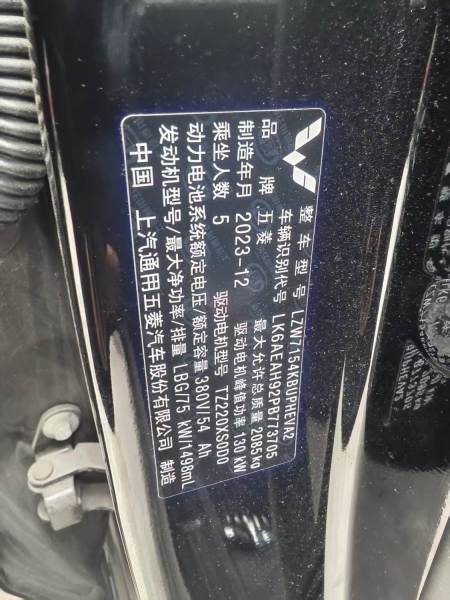 整车型号 LZW7154KBUPHEVA2
车辆识别代号 LK6AEAH92PB773705
品牌 五菱 最大允许总质量 2085kg
制造年月 2023-12 驱动电机峰值功率 130 kW
乘坐人数 5 驱动电机型号 TZ220XS0D0
动力电池系统额定电压/额定容量 380V/54 Ah
发动机型号/最大净功率/排量 LBG/75 kW/1498mL
中国 上汽通用五菱汽车股份有限公司 制造